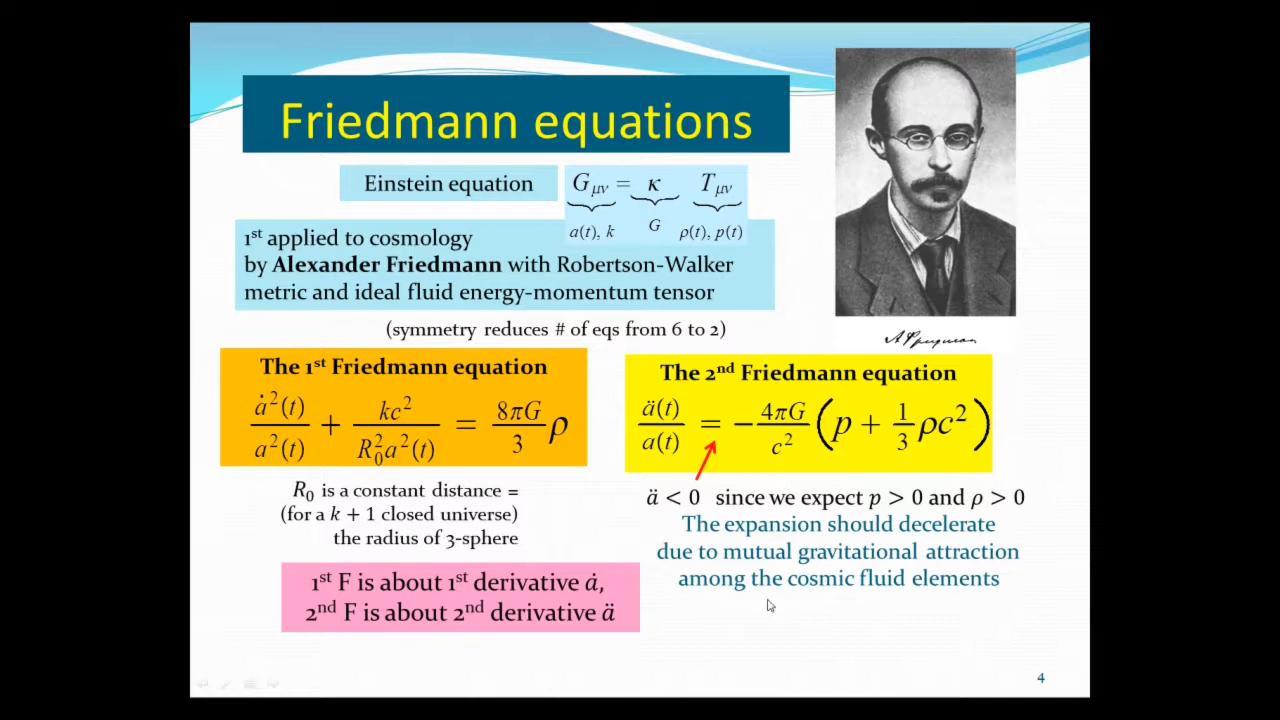 Friedmann equations
Einstein equation
G_μν = κ T_μν
a(t), k G ρ(t), p(t)
1st applied to cosmology
by Alexander Friedmann with Robertson-Walker
metric and ideal fluid energy-momentum tensor
(symmetry reduces # of eqs from 6 to 2)
The 1st Friedmann equation
ȧ²(t)/a²(t) + kc²/(R₀²a²(t)) = 8πG/3 ρ
The 2nd Friedmann equation
ä(t)/a(t) = −4πG/c² (p + 1/3 ρc²)
R₀ is a constant distance =
(for a k + 1 closed universe)
the radius of 3-sphere
ä < 0 since we expect p > 0 and ρ > 0
The expansion should decelerate
due to mutual gravitational attraction
among the cosmic fluid elements
1st F is about 1st derivative ȧ,
2nd F is about 2nd derivative ä
4